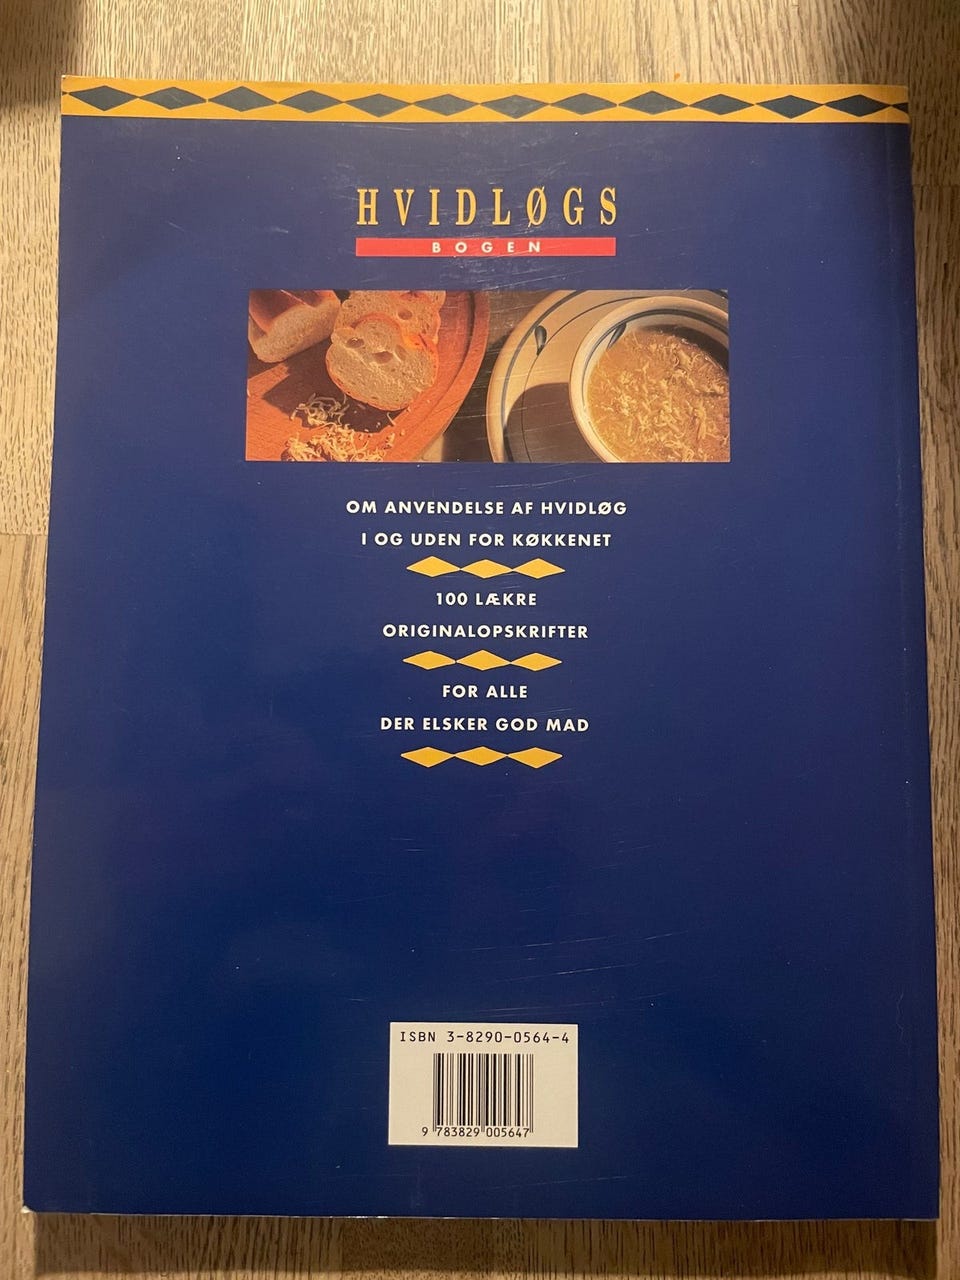 HVIDLØGS
BOGEN
OM ANVENDELSE AF HVIDLØG
I OG UDEN FOR KØKKENET
100 LÆKRE
ORIGINALOPSKRIFTER
FOR ALLE
DER ELSKER GOD MAD
ISBN 3-8290-0564-4
9 783829 005647